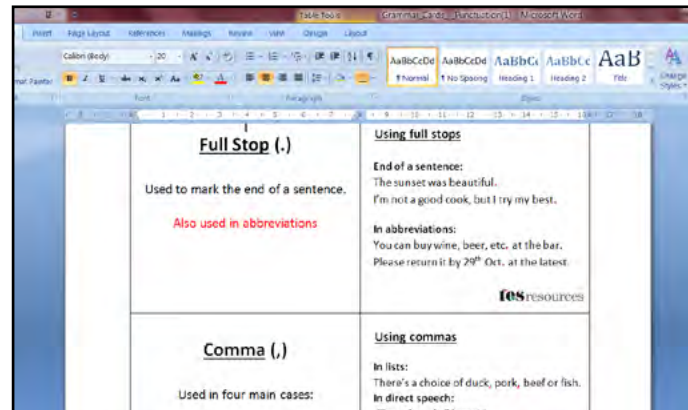 Table Tools
Grammar_Cards_-_Punctuation(1) - Microsoft Word
Insert Page Layout References Mailings Review View Design Layout
Calibri (Body) 20
AaBbCcDd AaBbCcDd AaBbCc AaBbCc AaB
¶ Normal ¶ No Spacing Heading 1 Heading 2 Title
Change
Styles
Format Painter
Font Paragraph Styles
Full Stop (.)
Used to mark the end of a sentence.
Also used in abbreviations
Using full stops
End of a sentence:
The sunset was beautiful.
I'm not a good cook, but I try my best.
In abbreviations:
You can buy wine, beer, etc. at the bar.
Please return it by 29th Oct. at the latest.
fesresources
Comma (,)
Used in four main cases:
Using commas
In lists:
There's a choice of duck, pork, beef or fish.
In direct speech: